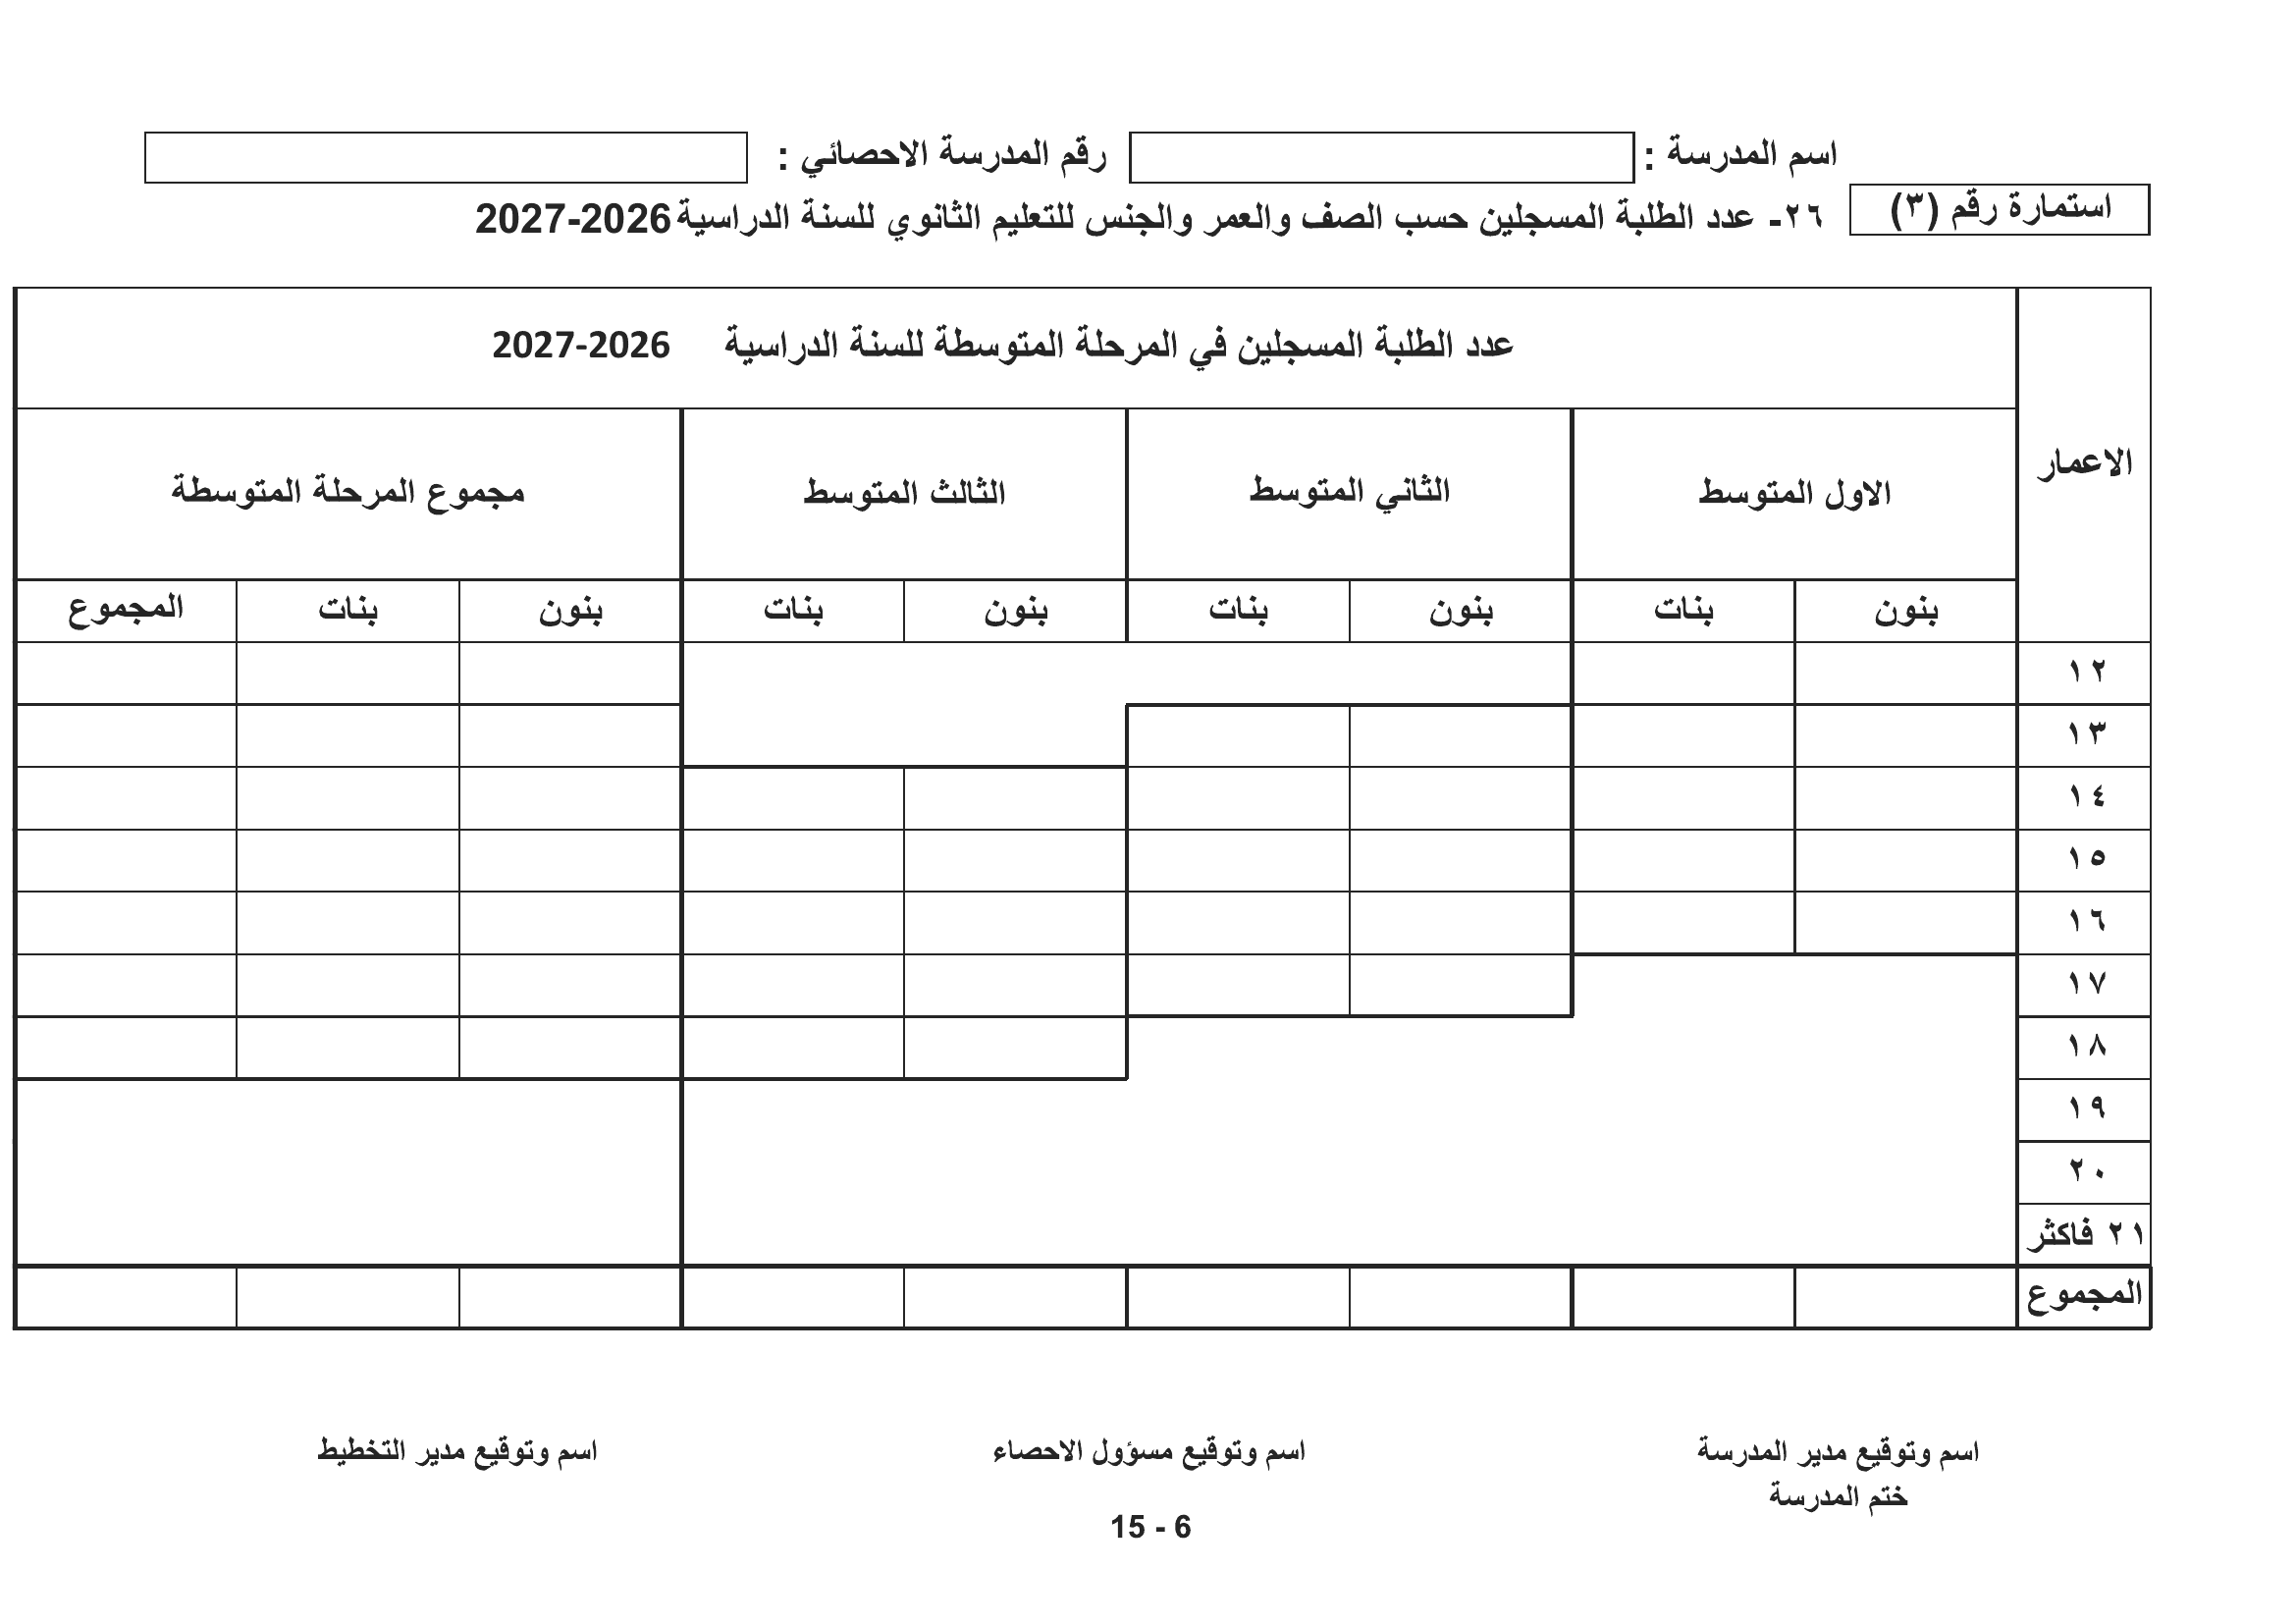 اسم المدرسة : رقم المدرسة الاحصائي :
استمارة رقم (٣)
٢٦- عدد الطلبة المسجلين حسب الصف والعمر والجنس للتعليم الثانوي للسنة الدراسية 2026-2027
الاعمار
عدد الطلبة المسجلين في المرحلة المتوسطة للسنة الدراسية 2026-2027
الاول المتوسط الثاني المتوسط الثالث المتوسط مجموع المرحلة المتوسطة
بنون بنات بنون بنات بنون بنات بنون بنات المجموع
١٢
١٣
١٤
١٥
١٦
١٧
١٨
١٩
٢٠
٢١ فاكثر
المجموع
اسم وتوقيع مدير المدرسة اسم وتوقيع مسؤول الاحصاء اسم وتوقيع مدير التخطيط
ختم المدرسة
15 - 6